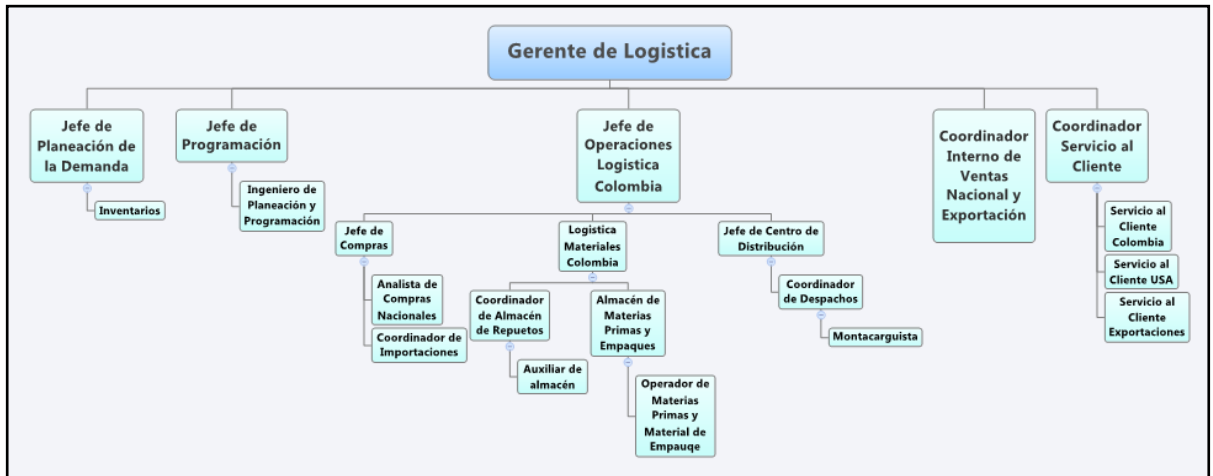 Gerente de Logistica
Jefe de
Planeación de
la Demanda
Inventarios
Jefe de
Programación
Ingeniero de
Planeación y
Programación
Jefe de
Operaciones
Logistica
Colombia
Jefe de
Compras
Analista de
Compras
Nacionales
Coordinador de
Importaciones
Logistica
Materiales
Colombia
Coordinador
de Almacén
de Repuetos
Auxiliar de
almacén
Almacén de
Materias
Primas y
Empaques
Operador de
Materias
Primas y
Material de
Empauqe
Jefe de Centro de
Distribución
Coordinador
de Despachos
Montacarguista
Coordinador
Interno de
Ventas
Nacional y
Exportación
Coordinador
Servicio al
Cliente
Servicio al
Cliente
Colombia
Servicio al
Cliente USA
Servicio al
Cliente
Exportaciones